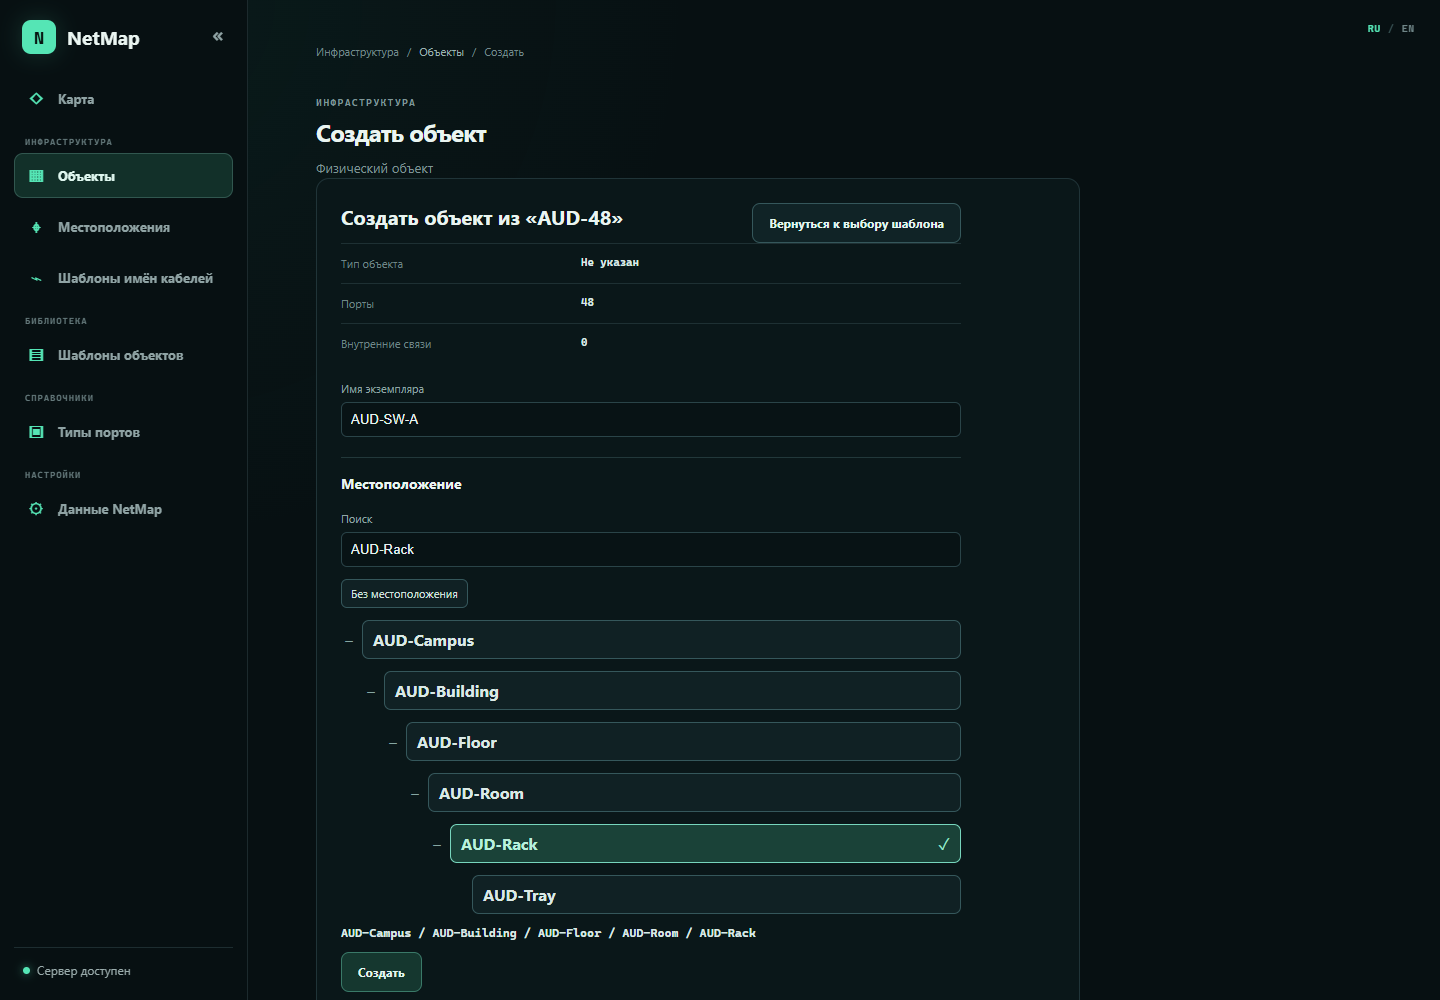 N NetMap «
RU / EN
Карта
ИНФРАСТРУКТУРА
Объекты
Местоположения
Шаблоны имён кабелей
БИБЛИОТЕКА
Шаблоны объектов
СПРАВОЧНИКИ
Типы портов
НАСТРОЙКИ
Данные NetMap
Сервер доступен
Инфраструктура / Объекты / Создать
ИНФРАСТРУКТУРА
Создать объект
Физический объект
Создать объект из «AUD-48»
Вернуться к выбору шаблона
Тип объекта Не указан
Порты 48
Внутренние связи 0
Имя экземпляра
AUD-SW-A
Местоположение
Поиск
AUD-Rack
Без местоположения
– AUD-Campus
– AUD-Building
– AUD-Floor
– AUD-Room
– AUD-Rack ✓
AUD-Tray
AUD-Campus / AUD-Building / AUD-Floor / AUD-Room / AUD-Rack
Создать